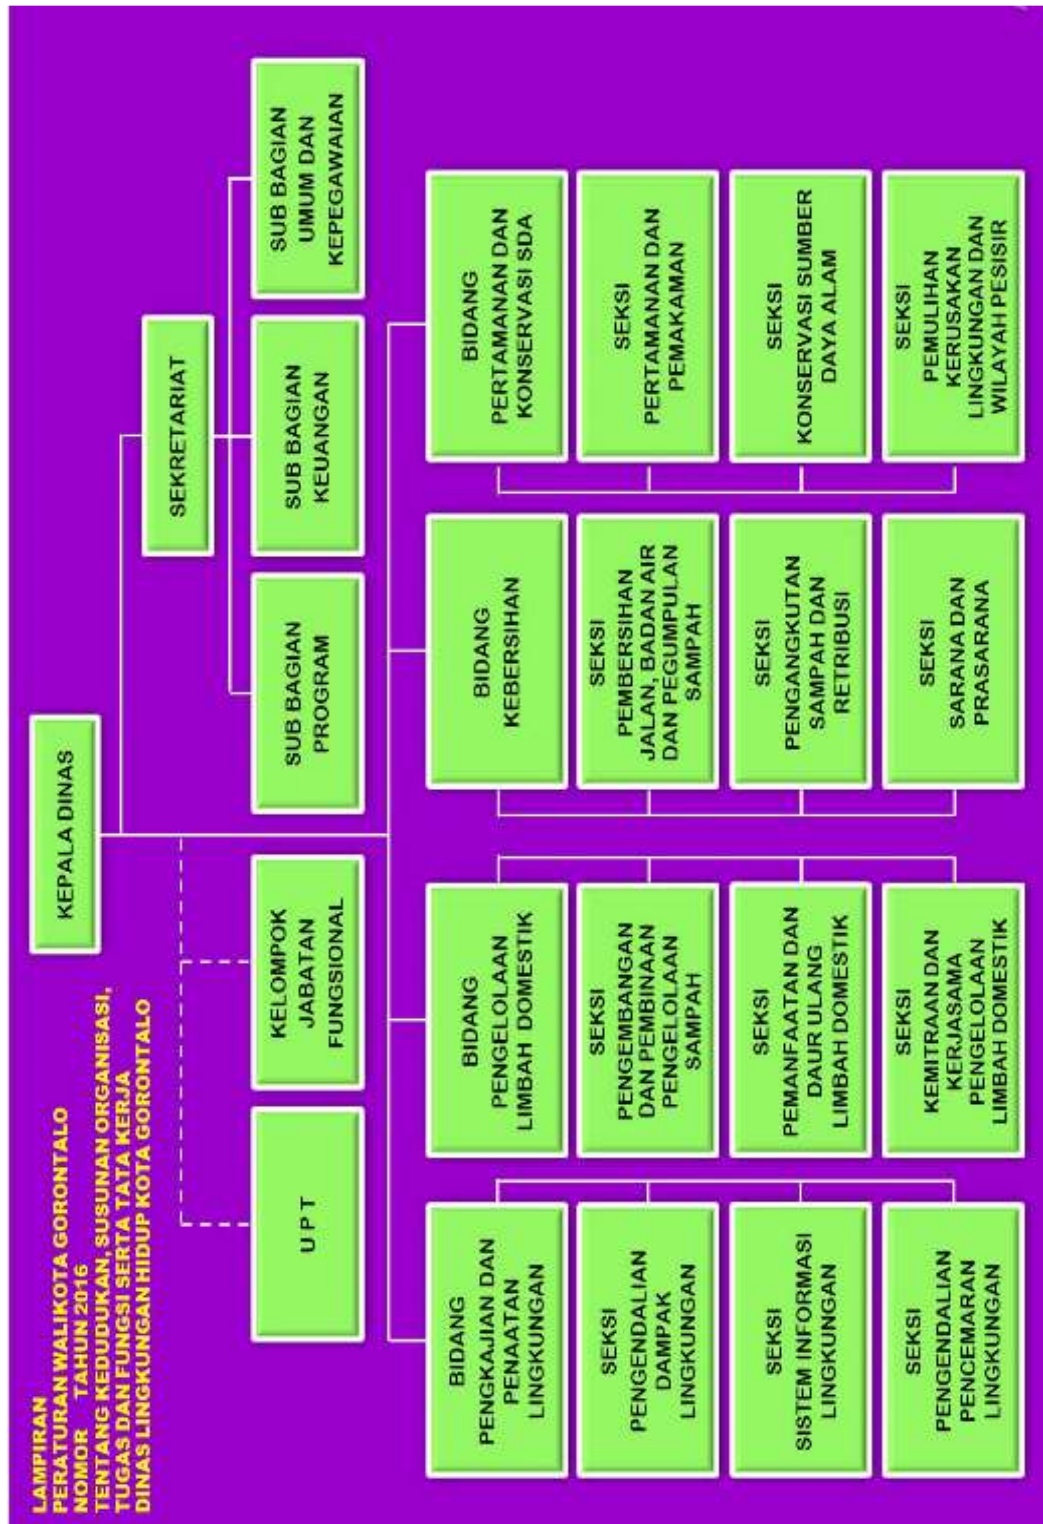 LAMPIRAN
PERATURAN WALIKOTA GORONTALO
NOMOR TAHUN 2016
TENTANG KEDUDUKAN, SUSUNAN ORGANISASI,
TUGAS DAN FUNGSI SERTA TATA KERJA
DINAS LINGKUNGAN HIDUP KOTA GORONTALO
KEPALA DINAS
SEKRETARIAT
U P T
KELOMPOK
JABATAN
FUNGSIONAL
SUB BAGIAN
PROGRAM
SUB BAGIAN
KEUANGAN
SUB BAGIAN
UMUM DAN
KEPEGAWAIAN
BIDANG
PENGKAJIAN DAN
PENAATAN
LINGKUNGAN
SEKSI
PENGENDALIAN
DAMPAK
LINGKUNGAN
SEKSI
SISTEM INFORMASI
LINGKUNGAN
SEKSI
PENGENDALIAN
PENCEMARAN
LINGKUNGAN
BIDANG
PENGELOLAAN
LIMBAH DOMESTIK
SEKSI
PENGEMBANGAN
DAN PEMBINAAN
PENGELOLAAN
SAMPAH
SEKSI
PEMANFAATAN DAN
DAUR ULANG
LIMBAH DOMESTIK
SEKSI
KEMITRAAN DAN
KERJASAMA
PENGELOLAAN
LIMBAH DOMESTIK
BIDANG
KEBERSIHAN
SEKSI
PEMBERSIHAN
JALAN, BADAN AIR
DAN PEGUMPULAN
SAMPAH
SEKSI
PENGANGKUTAN
SAMPAH DAN
RETRIBUSI
SEKSI
SARANA DAN
PRASARANA
BIDANG
PERTAMANAN DAN
KONSERVASI SDA
SEKSI
PERTAMANAN DAN
PEMAKAMAN
SEKSI
KONSERVASI SUMBER
DAYA ALAM
SEKSI
PEMULIHAN
KERUSAKAN
LINGKUNGAN DAN
WILAYAH PESISIR